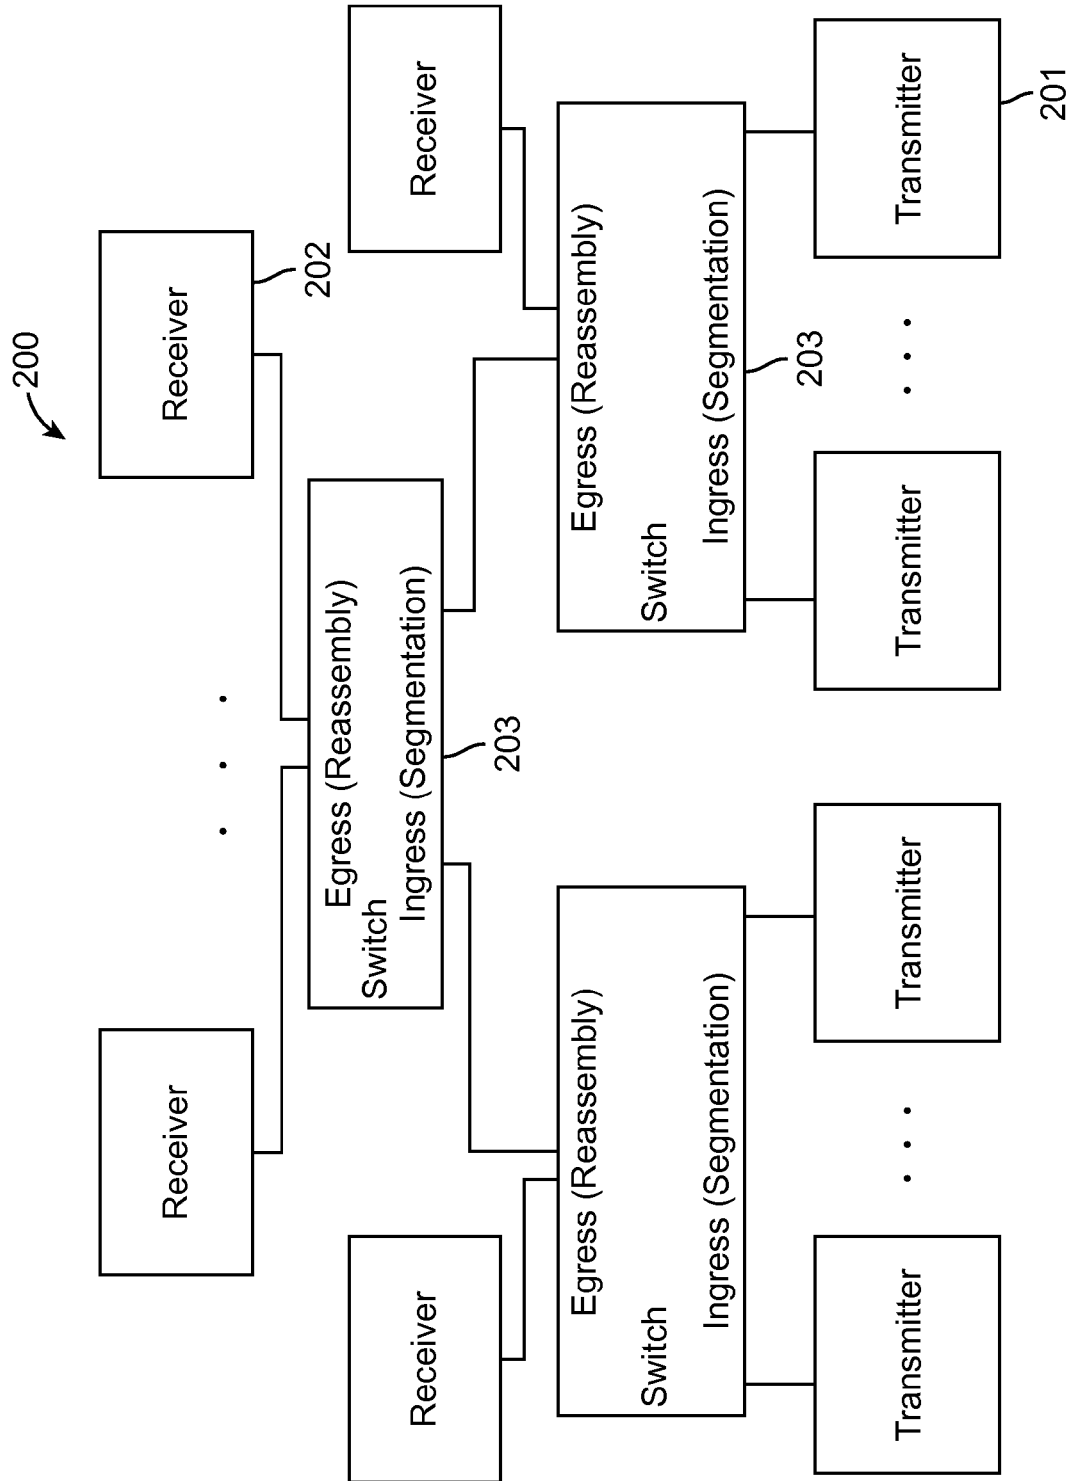 200
Receiver
Receiver
202
Egress (Reassembly)
Switch
Ingress (Segmentation)
203
Receiver
Receiver
Egress (Reassembly)
Switch
Ingress (Segmentation)
Egress (Reassembly)
Switch
Ingress (Segmentation)
203
Transmitter
Transmitter
Transmitter
Transmitter
201